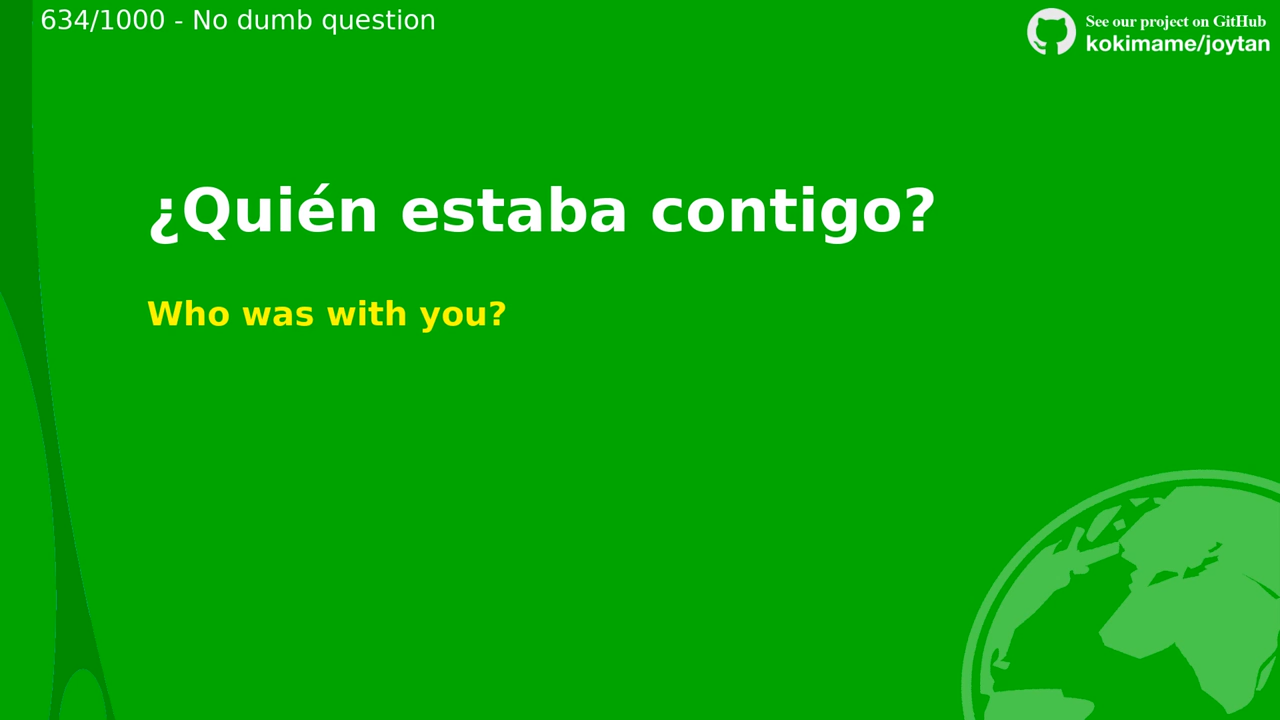 634/1000 - No dumb question
See our project on GitHub
kokimame/joytan
¿Quién estaba contigo?
Who was with you?